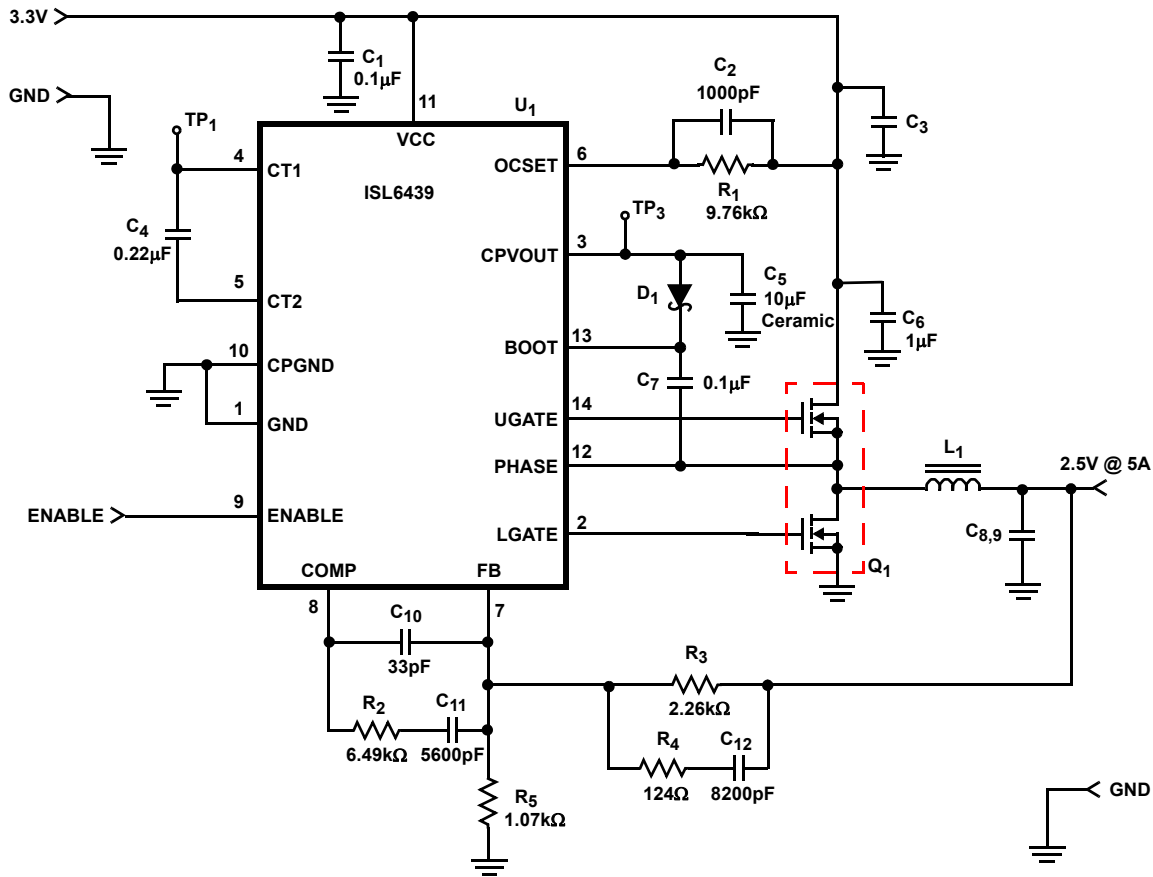 3.3V
C1
0.1μF
GND
TP1
11
U1
VCC
C2
1000pF
C3
4
CT1
OCSET
6
R1
9.76kΩ
ISL6439
C4
0.22μF
TP3
CPVOUT
3
5
CT2
D1
C5
10μF
Ceramic
C6
1μF
10
CPGND
BOOT
13
C7
0.1μF
1
GND
UGATE
14
PHASE
12
L1
2.5V @ 5A
ENABLE
9
ENABLE
LGATE
2
C8,9
Q1
COMP
FB
8
7
C10
33pF
R3
2.26kΩ
R2
6.49kΩ
C11
5600pF
R4
124Ω
C12
8200pF
R5
1.07kΩ
GND